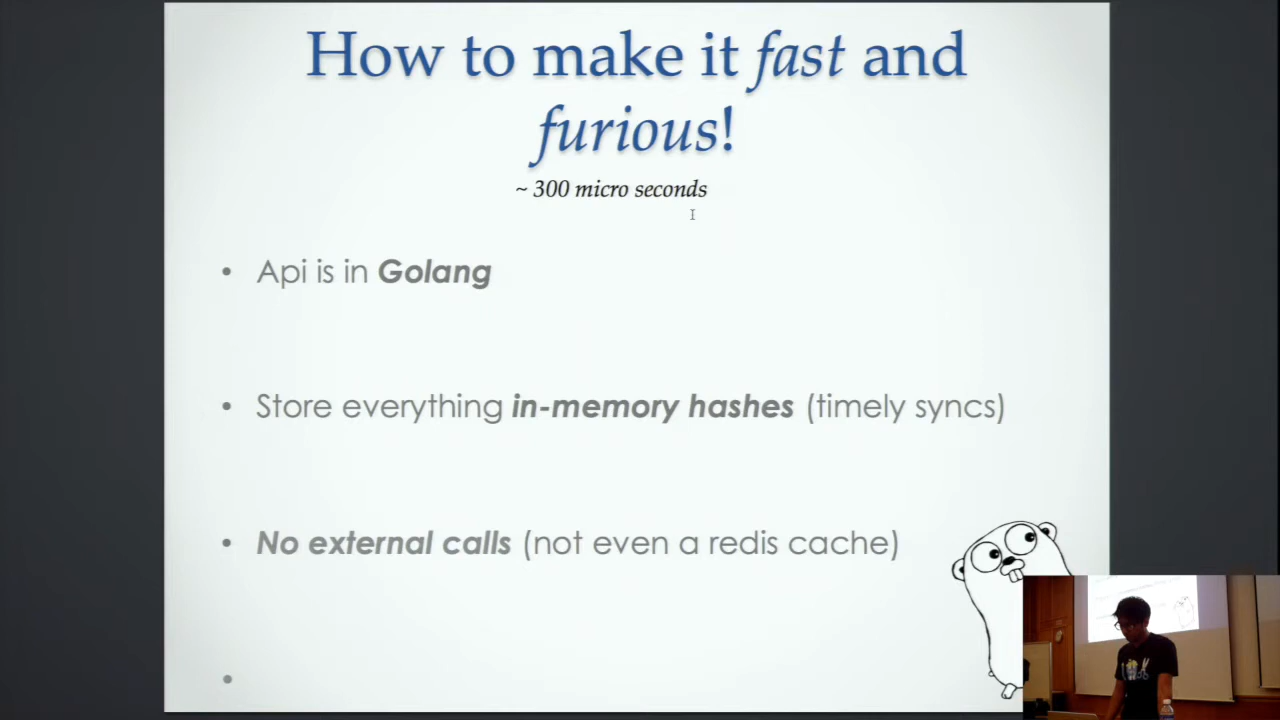 How to make it fast and
furious!
~ 300 micro seconds
• Api is in Golang
• Store everything in-memory hashes (timely syncs)
• No external calls (not even a redis cache)
•